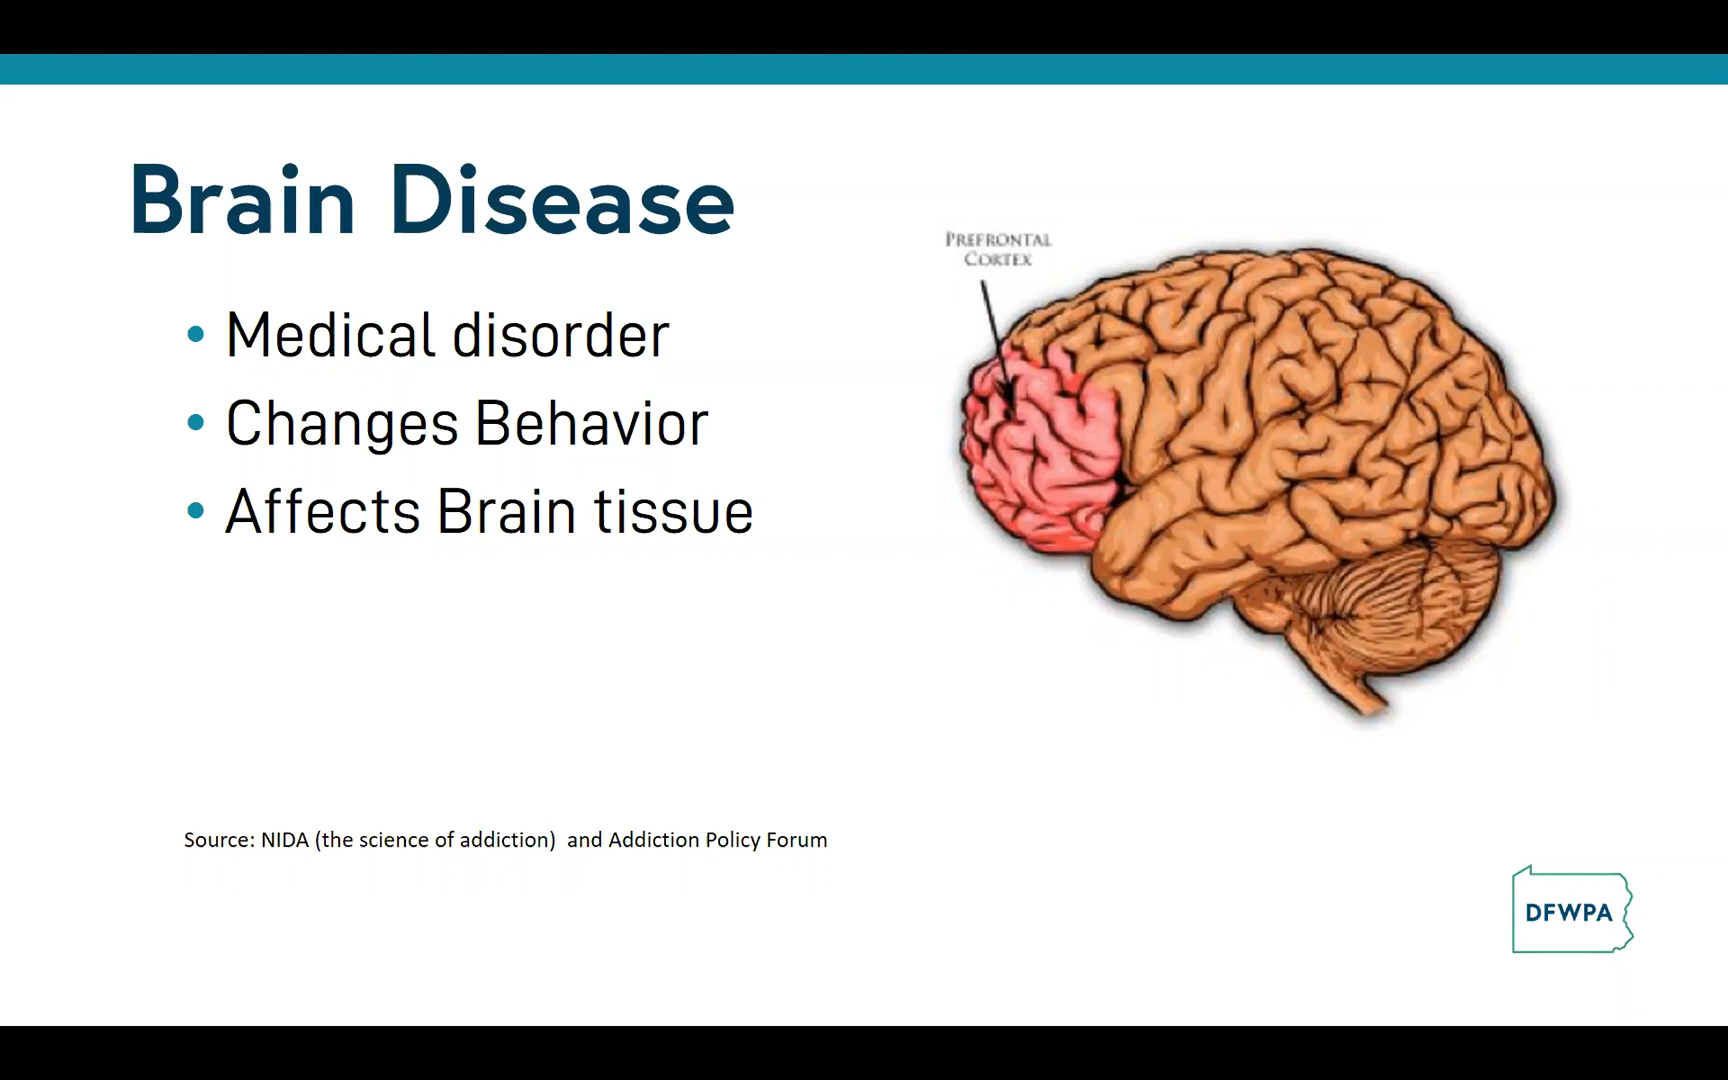 Brain Disease
• Medical disorder
• Changes Behavior
• Affects Brain tissue
PREFRONTAL
CORTEX
Source: NIDA (the science of addiction)  and Addiction Policy Forum
DFWPA